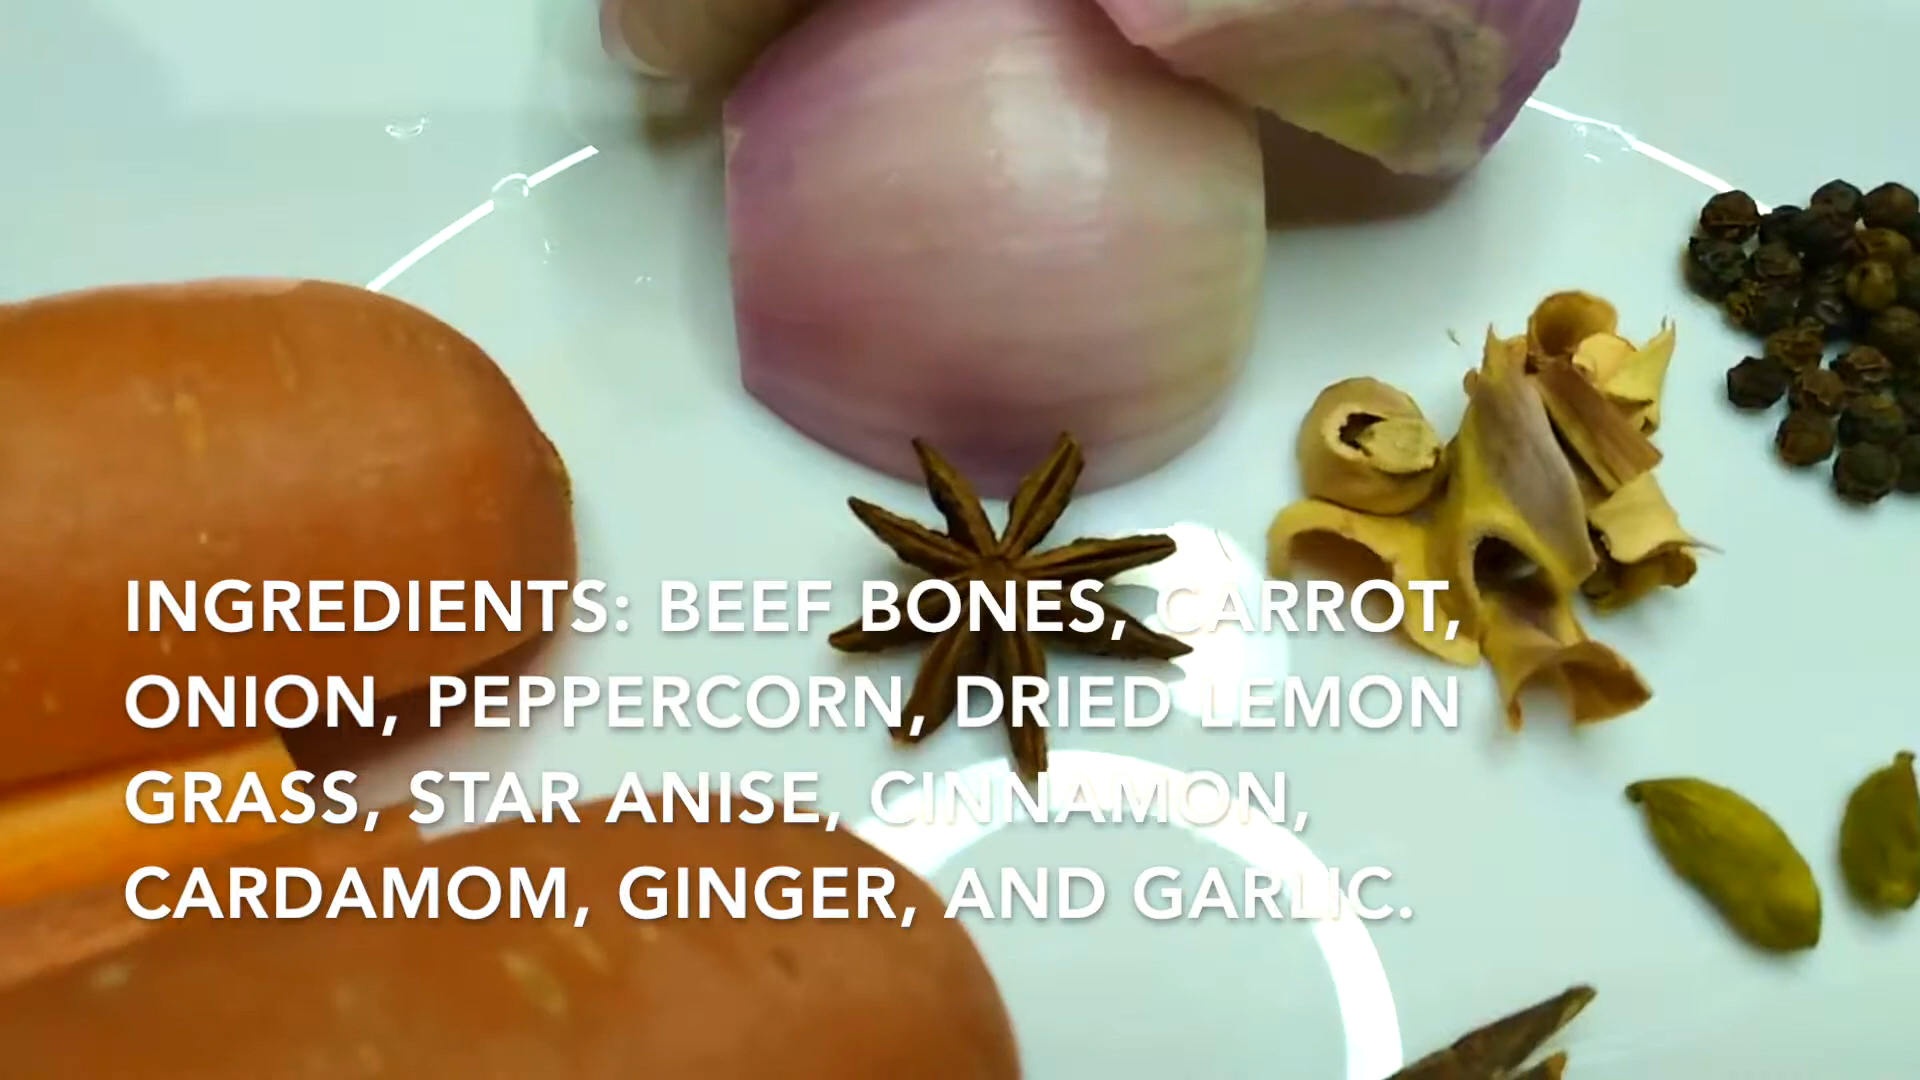 INGREDIENTS: BEEF BONES, CARROT,
ONION, PEPPERCORN, DRIED LEMON
GRASS, STAR ANISE, CINNAMON,
CARDAMOM, GINGER, AND GARLIC.